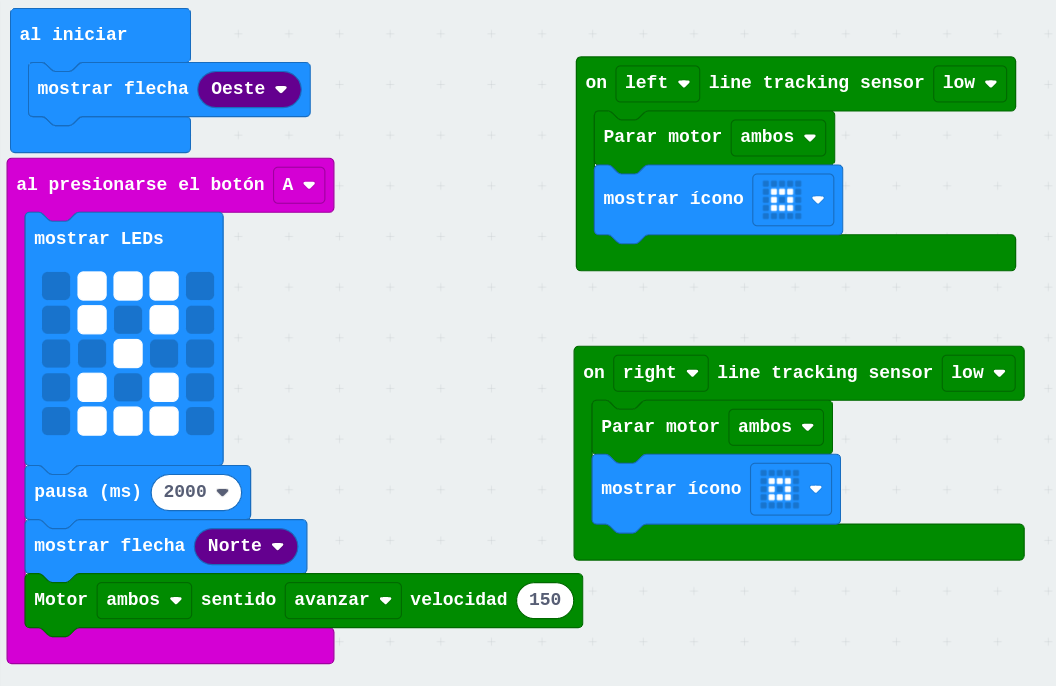 al iniciar
mostrar flecha Oeste
al presionarse el botón A
mostrar LEDs
pausa (ms) 2000
mostrar flecha Norte
Motor ambos sentido avanzar velocidad 150
on left line tracking sensor low
Parar motor ambos
mostrar ícono
on right line tracking sensor low
Parar motor ambos
mostrar ícono